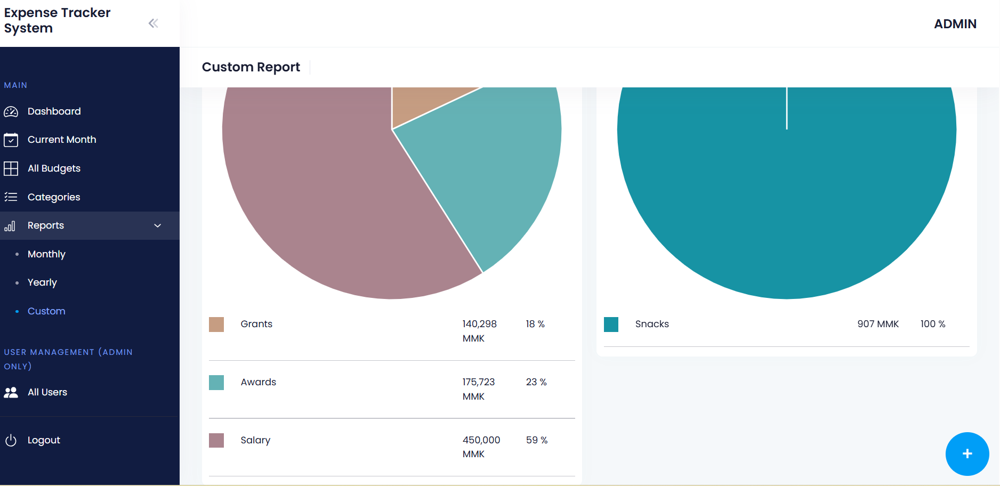 Expense Tracker
System
ADMIN
Custom Report
MAIN
Dashboard
Current Month
All Budgets
Categories
Reports
Monthly
Yearly
Custom
USER MANAGEMENT (ADMIN
ONLY)
All Users
Logout
Grants 140,298 18 %
MMK
Awards 175,723 23 %
MMK
Salary 450,000 59 %
MMK
Snacks 907 MMK 100 %
+